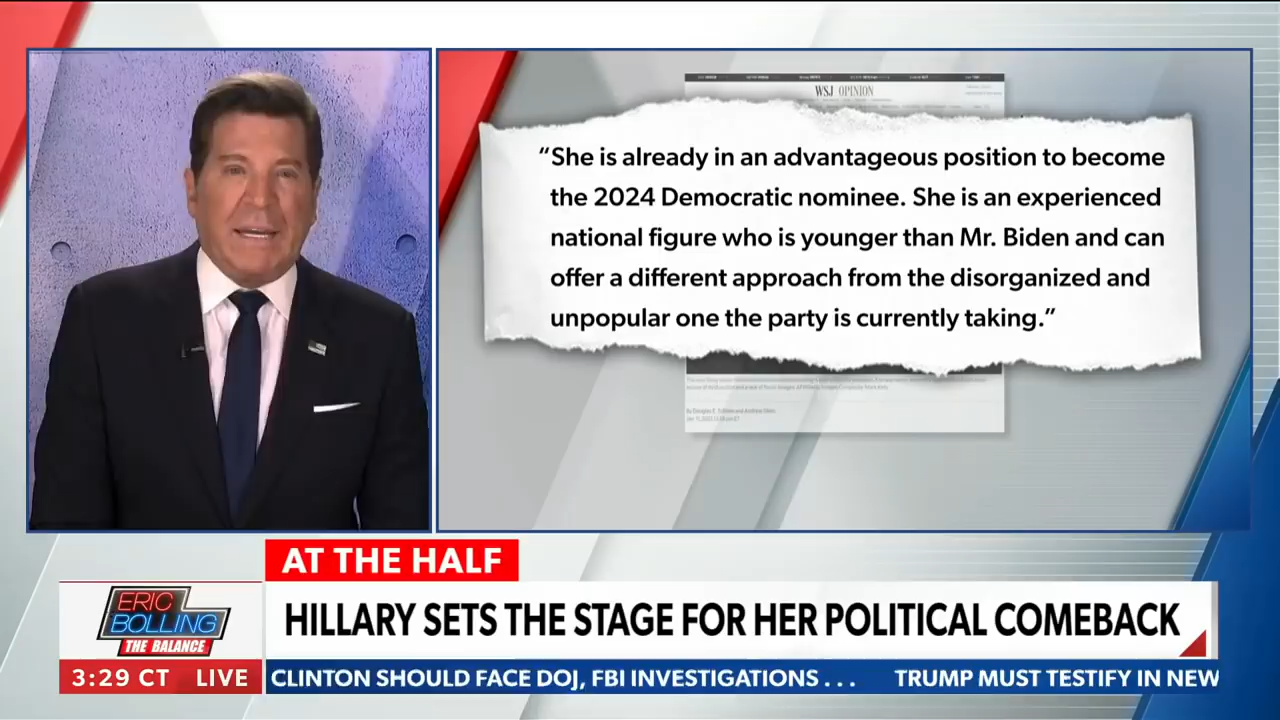 WSJ OPINION
“She is already in an advantageous position to become
the 2024 Democratic nominee. She is an experienced
national figure who is younger than Mr. Biden and can
offer a different approach from the disorganized and
unpopular one the party is currently taking.”
AT THE HALF
HILLARY SETS THE STAGE FOR HER POLITICAL COMEBACK
ERIC
BOLLING
THE BALANCE
3:29 CT LIVE
CLINTON SHOULD FACE DOJ, FBI INVESTIGATIONS . . . TRUMP MUST TESTIFY IN NEW